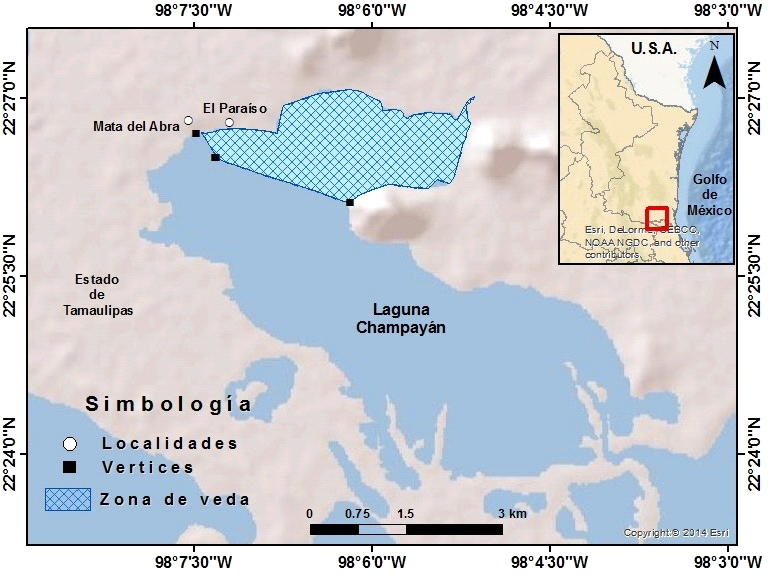 98°7'30"W 98°6'0"W 98°4'30"W 98°3'0"W
22°27'0"N
22°27'0"N
U.S.A.
N
Golfo
de
México
Esri, DeLorme, GEBCO,
NOAA NGDC, and other
contributors
El Paraíso
Mata del Abra
22°25'30"N
22°25'30"N
Estado
de
Tamaulipas
Laguna
Champayán
Simbología
Localidades
Vertices
Zona de veda
22°24'0"N
22°24'0"N
0 0.75 1.5 3 km
Copyright:© 2014 Esri
98°7'30"W 98°6'0"W 98°4'30"W 98°3'0"W